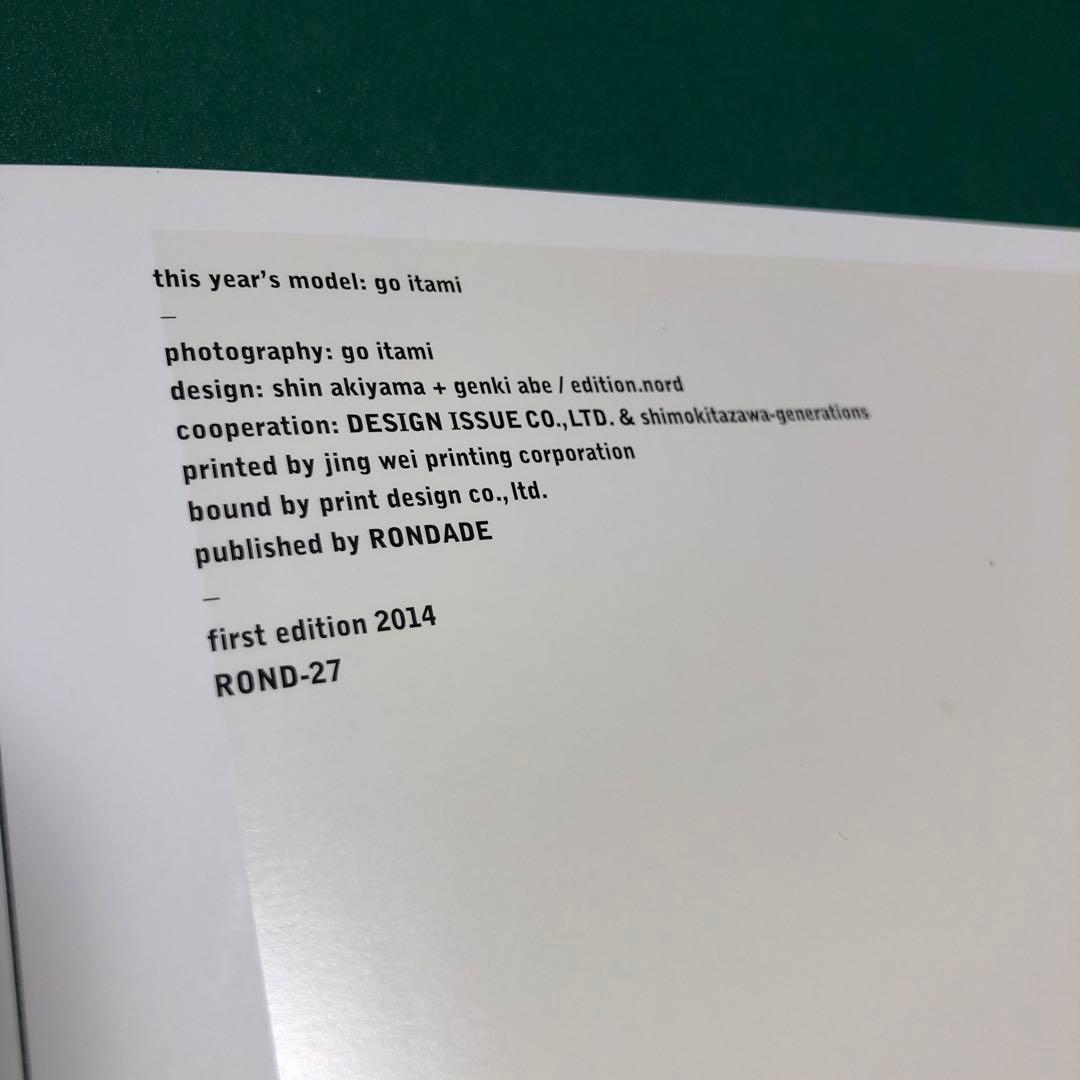 this year's model: go itami
—
photography: go itami
design: shin akiyama + genki abe / edition.nord
cooperation: DESIGN ISSUE CO.,LTD. & shimokitazawa-generations
printed by jing wei printing corporation
bound by print design co.,ltd.
published by RONDADE
—
first edition 2014
ROND-27